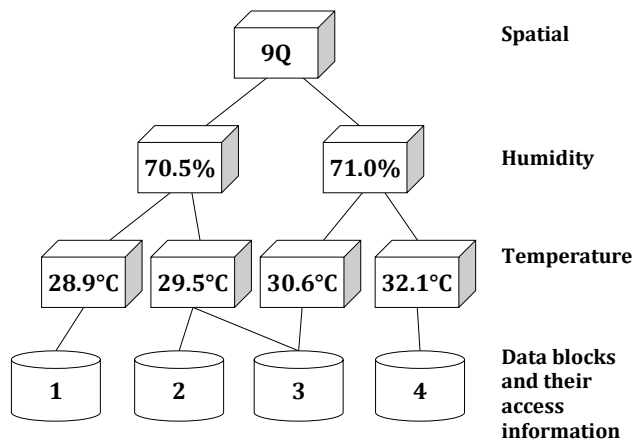 9Q
Spatial
70.5%
71.0%
Humidity
28.9°C
29.5°C
30.6°C
32.1°C
Temperature
1
2
3
4
Data blocks
and their
access
information